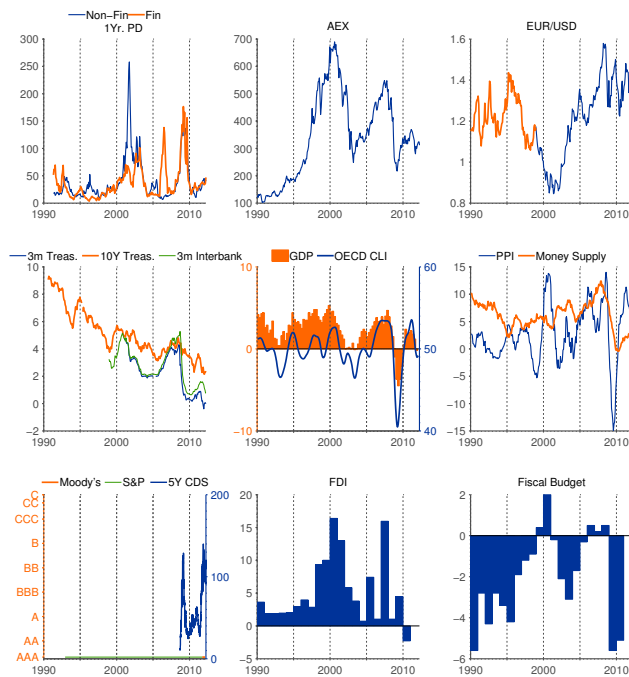 Non-Fin Fin
1Yr. PD
300
250
200
150
100
50
0
1990 2000 2010
AEX
700
600
500
400
300
200
100
1990 2000 2010
EUR/USD
1.6
1.4
1.2
1
0.8
1990 2000 2010
3m Treas. 10Y Treas. 3m Interbank
10
8
6
4
2
0
−2
1990 2000 2010
GDP OECD CLI
10
0
−10
60
50
40
1990 2000 2010
PPI Money Supply
15
10
5
0
−5
−10
−15
1990 2000 2010
Moody's S&P 5Y CDS
C
CC
CCC
B
BB
BBB
A
AA
AAA
200
100
0
1990 2000 2010
FDI
20
15
10
5
0
−5
1990 2000 2010
Fiscal Budget
2
0
−2
−4
−6
1990 2000 2010